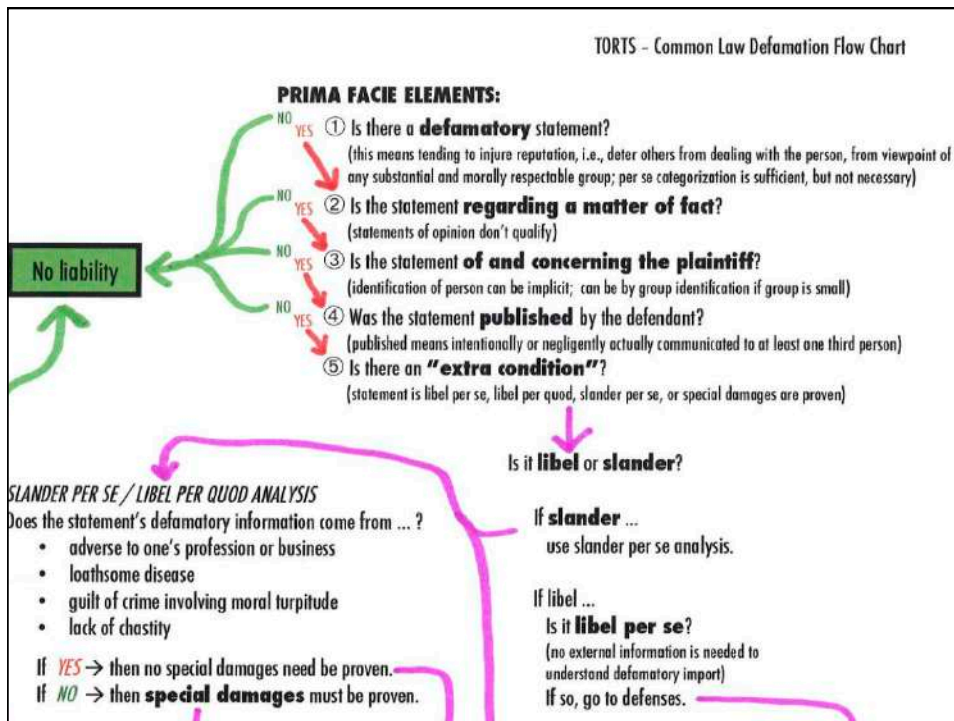 TORTS – Common Law Defamation Flow Chart
PRIMA FACIE ELEMENTS:
NO
YES ① Is there a defamatory statement?
(this means tending to injure reputation, i.e., deter others from dealing with the person, from viewpoint of
any substantial and morally respectable group; per se categorization is sufficient, but not necessary)
NO
YES ② Is the statement regarding a matter of fact?
(statements of opinion don't qualify)
NO
YES ③ Is the statement of and concerning the plaintiff?
(identification of person can be implicit; can be by group identification if group is small)
NO
YES ④ Was the statement published by the defendant?
(published means intentionally or negligently actually communicated to at least one third person)
⑤ Is there an "extra condition"?
(statement is libel per se, libel per quod, slander per se, or special damages are proven)
No liability
Is it libel or slander?
If slander ...
use slander per se analysis.
If libel ...
Is it libel per se?
(no external information is needed to
understand defamatory import)
If so, go to defenses.
SLANDER PER SE / LIBEL PER QUOD ANALYSIS
Does the statement's defamatory information come from ... ?
• adverse to one's profession or business
• loathsome disease
• guilt of crime involving moral turpitude
• lack of chastity
If YES → then no special damages need be proven.
If NO → then special damages must be proven.